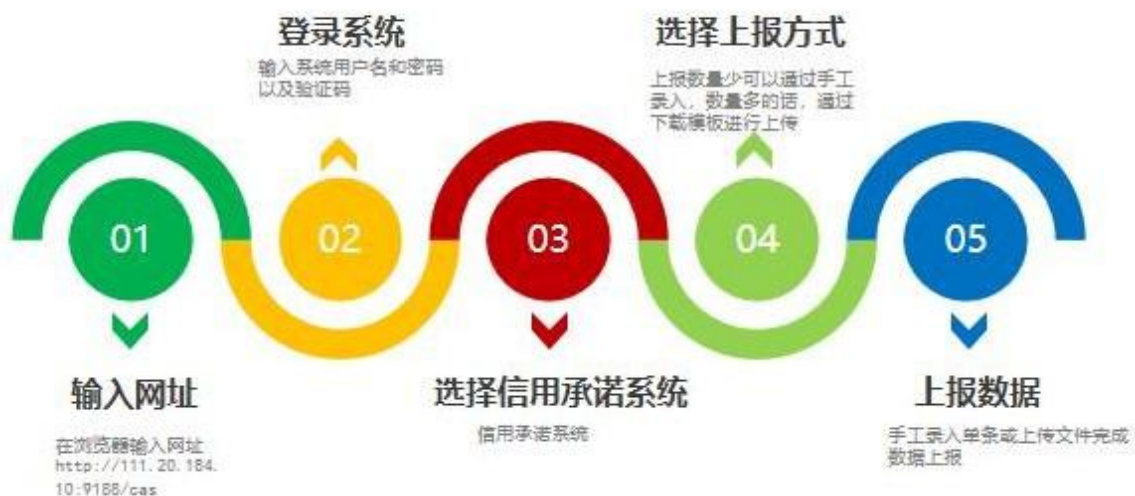 01
输入网址
在浏览器输入网址
http://111.20.184.
10:9188/cas
登录系统
输入系统用户名和密码
以及验证码
02
03
选择信用承诺系统
信用承诺系统
选择上报方式
上报数量少可以通过手工
录入，数量多的话，通过
下载模板进行上传
04
05
上报数据
手工录入单条或上传文件完成
数据上报